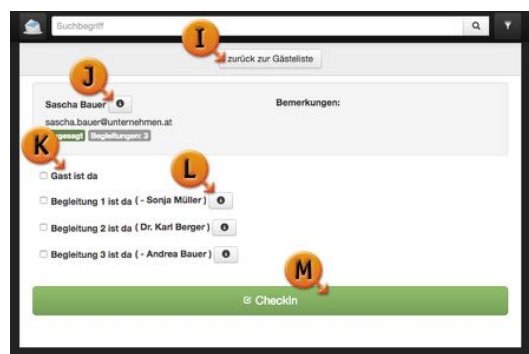 Suchbegriff
I
zurück zur Gästeliste
J
Sascha Bauer
Bemerkungen:
sascha.bauer@unternehmen.at
Begleitungen: 3
K
Gast ist da
L
Begleitung 1 ist da ( - Sonja Müller )
Begleitung 2 ist da ( Dr. Karl Berger )
Begleitung 3 ist da ( - Andrea Bauer )
M
CheckIn